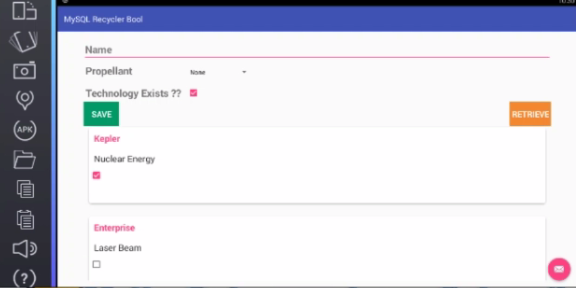 MySQL Recycler Bool
Name
Propellant None
Technology Exists ??
SAVE RETRIEVE
Kepler
Nuclear Energy
Enterprise
Laser Beam
APK
(?)